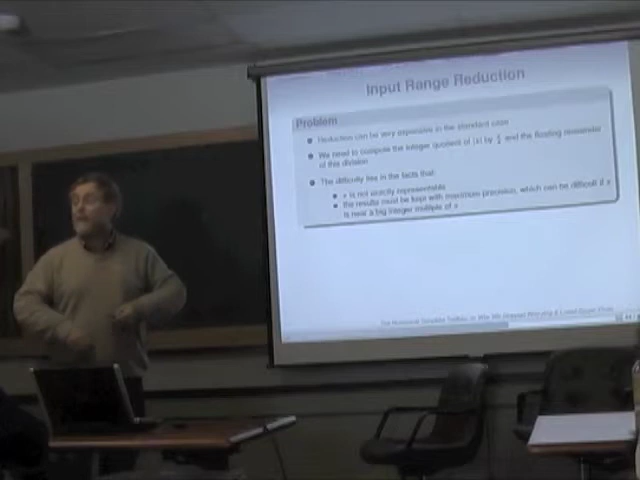 Input Range Reduction
Problem
Reduction can be very expensive in the standard case
We need to compute the integer quotient of |x| by and the floating remainder
of this division
The difficulty lies in the facts that:
π is not exactly representable
the results must be kept with maximum precision, which can be difficult if x
is near a big integer multiple of π